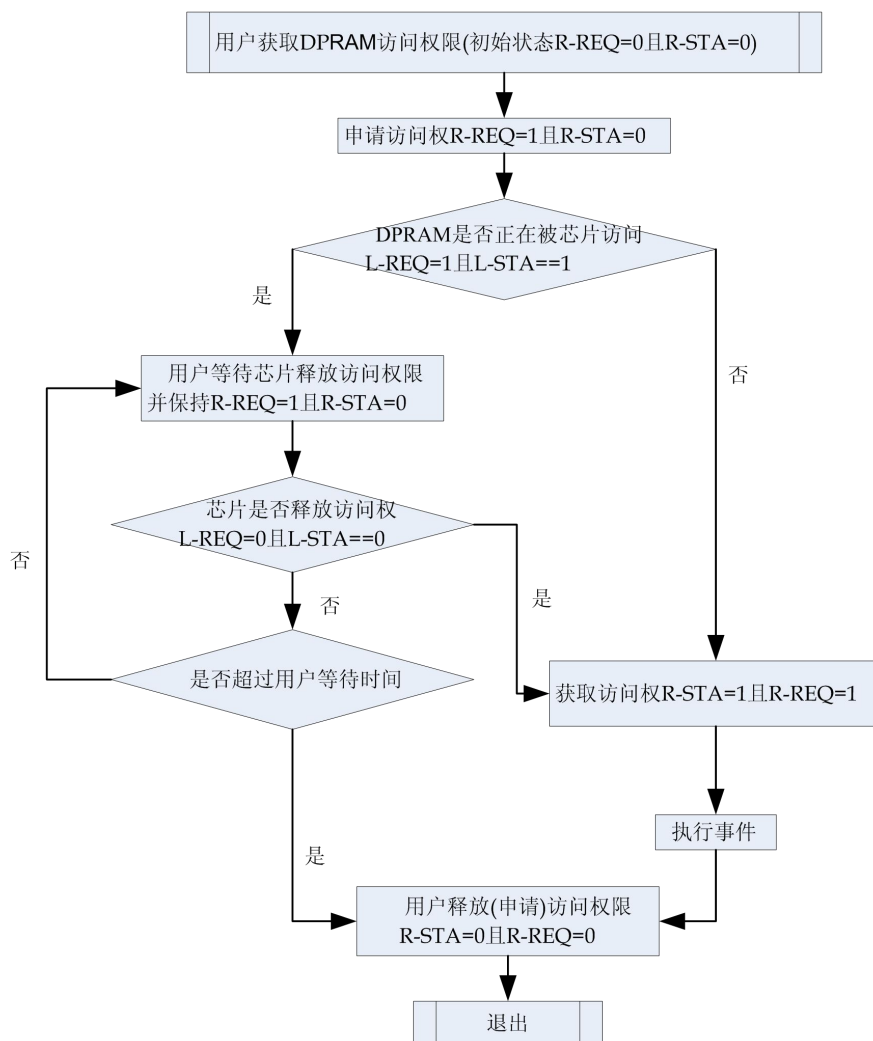 用户获取DPRAM访问权限(初始状态R-REQ=0且R-STA=0)
申请访问权R-REQ=1且R-STA=0
DPRAM是否正在被芯片访问
L-REQ=1且L-STA==1
是
否
用户等待芯片释放访问权限
并保持R-REQ=1且R-STA=0
芯片是否释放访问权
L-REQ=0且L-STA==0
否
是
否
是否超过用户等待时间
获取访问权R-STA=1且R-REQ=1
执行事件
是
用户释放(申请)访问权限
R-STA=0且R-REQ=0
退出